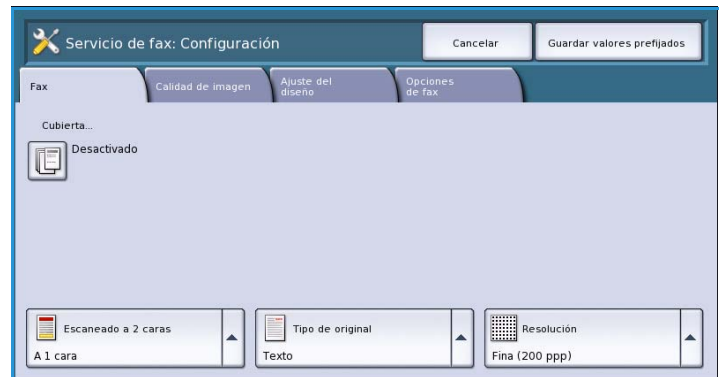 Servicio de fax: Configuración
Cancelar
Guardar valores prefijados
Fax
Calidad de imagen
Ajuste del
diseño
Opciones
de fax
Cubierta...
Desactivado
Escaneado a 2 caras
A 1 cara
Tipo de original
Texto
Resolución
Fina (200 ppp)